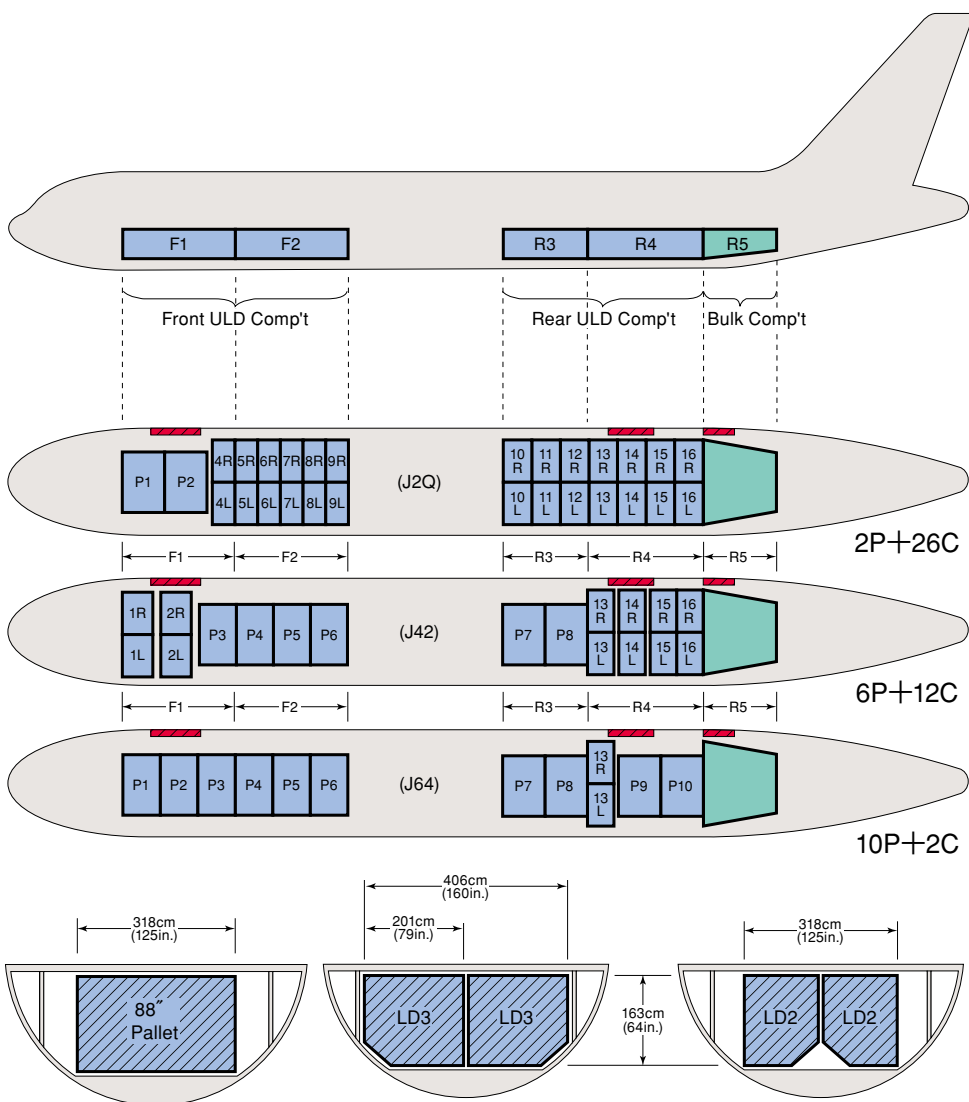 F1 F2 R3 R4 R5
Front ULD Comp't Rear ULD Comp't Bulk Comp't
4R 5R 6R 7R 8R 9R 10 R 11 R 12 R 13 R 14 R 15 R 16 R
P1 P2 (J2Q)
4L 5L 6L 7L 8L 9L 10 L 11 L 12 L 13 L 14 L 15 L 16 L
2P+26C
F1 F2 R3 R4 R5
1R 2R 13 R 14 R 15 R 16 R
P3 P4 P5 P6 (J42) P7 P8
1L 2L 13 L 14 L 15 L 16 L
6P+12C
F1 F2 R3 R4 R5
13 R
P1 P2 P3 P4 P5 P6 (J64) P7 P8 P9 P10
13 L
10P+2C
318cm
(125in.)
88″
Pallet
406cm
(160in.)
201cm
(79in.)
LD3 LD3
163cm
(64in.)
318cm
(125in.)
LD2 LD2